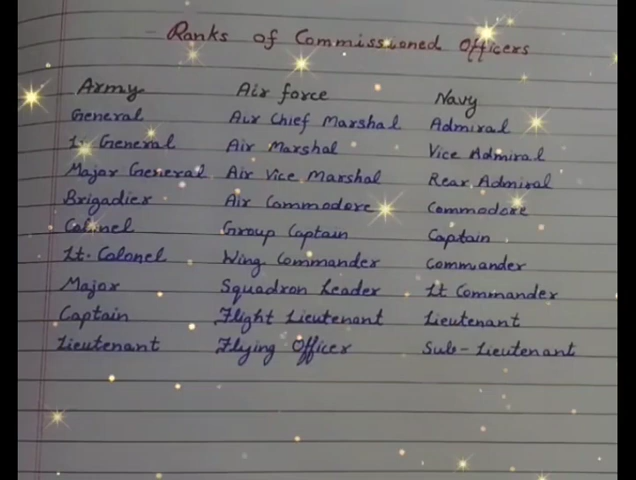 Ranks of Commissioned Officers
Army Air force Navy
General Air Chief Marshal Admiral
Lt. General Air Marshal Vice Admiral
Major General Air Vice Marshal Rear Admiral
Brigadier Air Commodore Commodore
Colonel Group Captain Captain
Lt. Colonel Wing Commander Commander
Major Squadron Leader Lt Commander
Captain Flight Lieutenant Lieutenant
Lieutenant Flying Officer Sub-Lieutenant